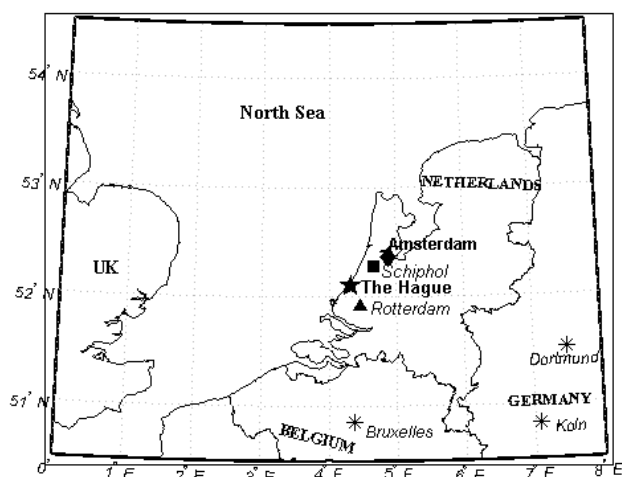 54° N
North Sea
53° N
NETHERLANDS
Amsterdam
UK
Schiphol
52° N
The Hague
Rotterdam
Dortmund
51° N
GERMANY
BELGIUM
Bruxelles
Koln
0°
1° E
2° E
3° E
4° E
5° E
6° E
7° E
8° E